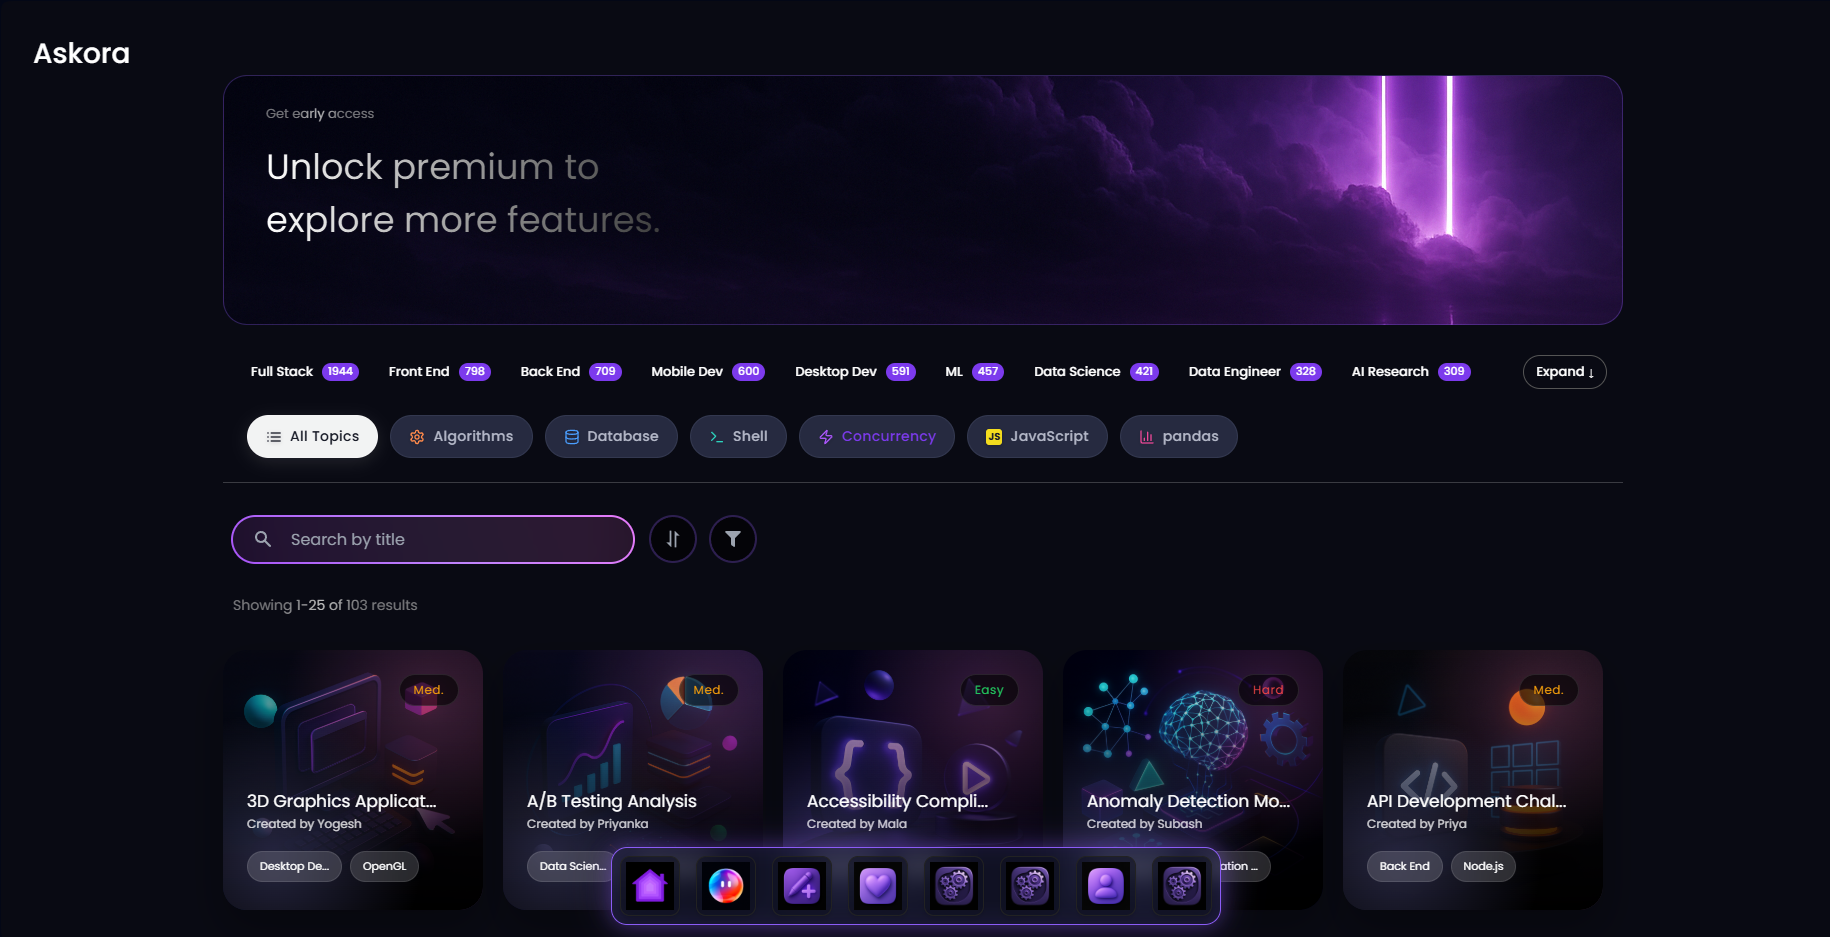 Askora
Get early access
Unlock premium to
explore more features.
Full Stack 1944 Front End 798 Back End 709 Mobile Dev 600 Desktop Dev 591 ML 457 Data Science 421 Data Engineer 328 AI Research 309 Expand ↓
All Topics Algorithms Database Shell Concurrency JS JavaScript pandas
Search by title
Showing 1-25 of 103 results
Med. Med. Easy Hard Med.
3D Graphics Applicat... A/B Testing Analysis Accessibility Compli... Anomaly Detection Mo... API Development Chal...
Created by Yogesh Created by Priyanka Created by Mala Created by Subash Created by Priya
Desktop De... OpenGL Data Scien... ation ... Back End Node.js